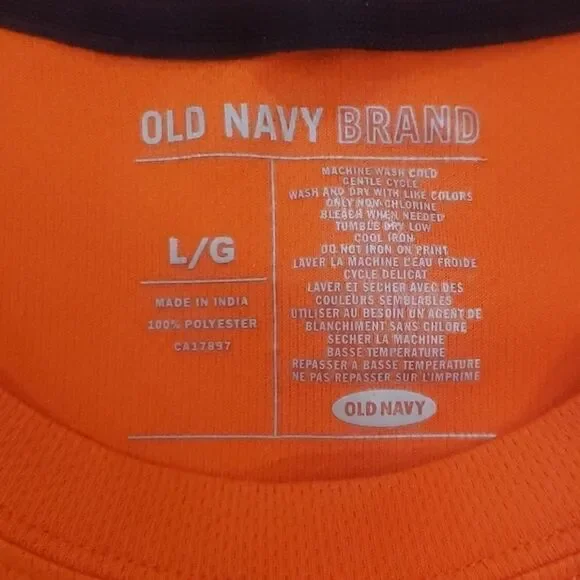 OLD NAVY BRAND
L/G
MADE IN INDIA
100% POLYESTER
CA17897
MACHINE WASH COLD
GENTLE CYCLE
WASH AND DRY WITH LIKE COLORS
ONLY NON-CHLORINE
BLEACH WHEN NEEDED
TUMBLE DRY LOW
COOL IRON
DO NOT IRON ON PRINT
LAVER LA MACHINE L'EAU FROIDE
CYCLE DELICAT
LAVER ET SECHER AVEC DES
COULEURS SEMBLABLES
UTILISER AU BESOIN UN AGENT DE
BLANCHIMENT SANS CHLORE
SECHER LA MACHINE
BASSE TEMPERATURE
REPASSER A BASSE TEMPERATURE
NE PAS REPASSER SUR L'IMPRIME
OLD NAVY